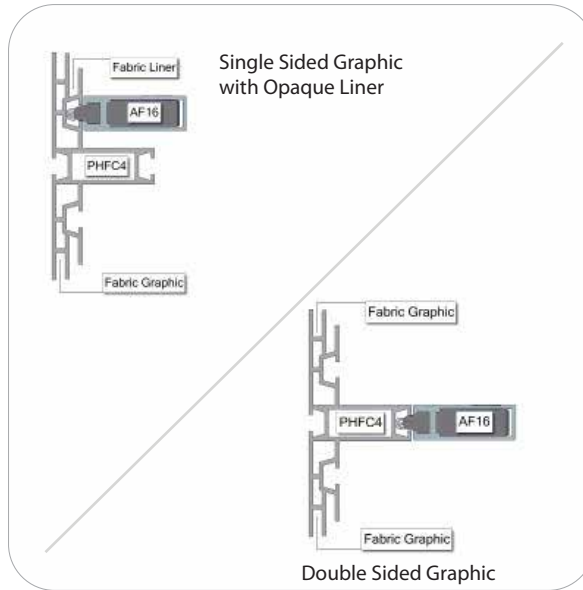 Single Sided Graphic
with Opaque Liner
Fabric Liner
AF16
PHFC4
Fabric Graphic
Fabric Graphic
PHFC4
AF16
Fabric Graphic
Double Sided Graphic